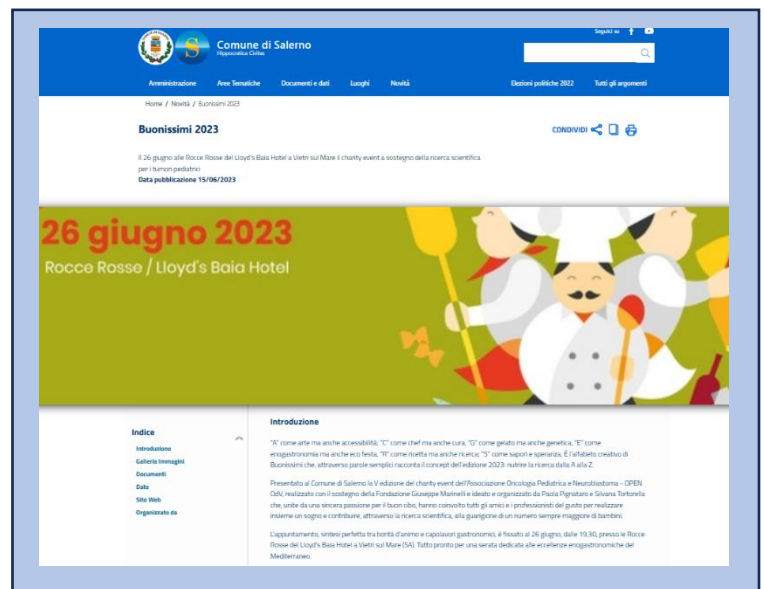 Seguici su
Comune di Salerno
Hippocratica Civitas
Amministrazione Aree Tematiche Documenti e dati Luoghi Novità Elezioni politiche 2022 Tutti gli argomenti
Home / Novità / Buonissimi 2023
Buonissimi 2023
CONDIVIDI
Il 26 giugno alle Rocce Rosse del Lloyd's Baia Hotel a Vietri sul Mare il charity event a sostegno della ricerca scientifica
per i tumori pediatrici
Data pubblicazione 15/06/2023
26 giugno 2023
Rocce Rosse / Lloyd's Baia Hotel
Indice
Introduzione
Galleria Immagini
Documenti
Data
Sito Web
Organizzato da
Introduzione
"A" come arte ma anche accessibilità; "C" come chef ma anche cura, "G" come gelato ma anche genetica, "E" come
enogastronomia ma anche eco festa, "R" come ricetta ma anche ricerca; "S" come sapori e speranza. È l'alfabeto creativo di
Buonissimi che, attraverso parole semplici racconta il concept dell'edizione 2023: nutrire la ricerca dalla A alla Z.
Presentato al Comune di Salerno la V edizione del charity event dell'Associazione Oncologia Pediatrica e Neuroblastoma - OPEN
OdV, realizzato con il sostegno della Fondazione Giuseppe Marinelli e ideato e organizzato da Paola Pignataro e Silvana Tortorella
che, unite da una sincera passione per il buon cibo, hanno coinvolto tutti gli amici e i professionisti del gusto per realizzare
insieme un sogno e contribuire, attraverso la ricerca scientifica, alla guarigione di un numero sempre maggiore di bambini.
L'appuntamento, sintesi perfetta tra bontà d'animo e capolavori gastronomici, è fissato al 26 giugno, dalle 19,30, presso le Rocce
Rosse del Lloyd's Baia Hotel a Vietri sul Mare (SA). Tutto pronto per una serata dedicata alle eccellenze enogastronomiche del
Mediterraneo.